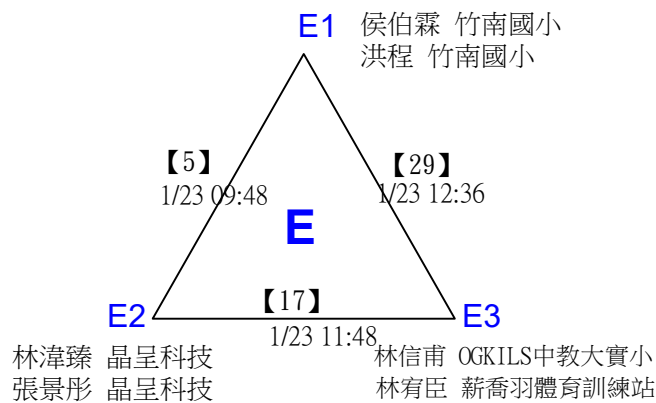 E1 侯伯霖 竹南國小
洪程 竹南國小
【5】
1/23 09:48
【29】
1/23 12:36
E
【17】
1/23 11:48
E2
E3
林湋臻 晶呈科技
張景彤 晶呈科技
林信甫 OGKILS中教大實小
林宥臣 薪喬羽體育訓練站